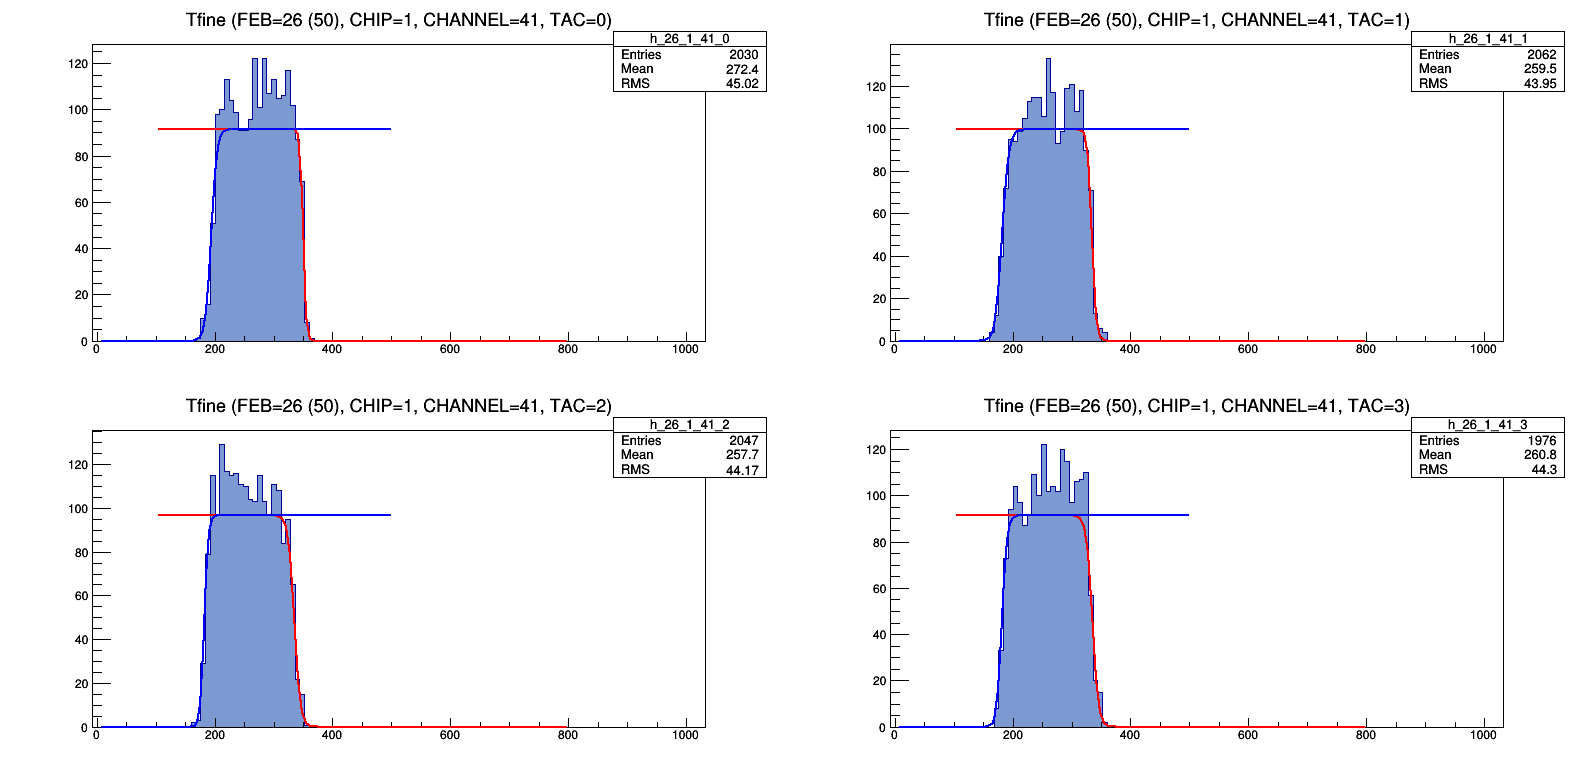 Tfine (FEB=26 (50), CHIP=1, CHANNEL=41, TAC=0)
h_26_1_41_0
Entries 2030
Mean 272.4
RMS 45.02
120
100
80
60
40
20
0
0 200 400 600 800 1000
Tfine (FEB=26 (50), CHIP=1, CHANNEL=41, TAC=1)
h_26_1_41_1
Entries 2062
Mean 259.5
RMS 43.95
120
100
80
60
40
20
0
0 200 400 600 800 1000
Tfine (FEB=26 (50), CHIP=1, CHANNEL=41, TAC=2)
h_26_1_41_2
Entries 2047
Mean 257.7
RMS 44.17
120
100
80
60
40
20
0
0 200 400 600 800 1000
Tfine (FEB=26 (50), CHIP=1, CHANNEL=41, TAC=3)
h_26_1_41_3
Entries 1976
Mean 260.8
RMS 44.3
120
100
80
60
40
20
0
0 200 400 600 800 1000